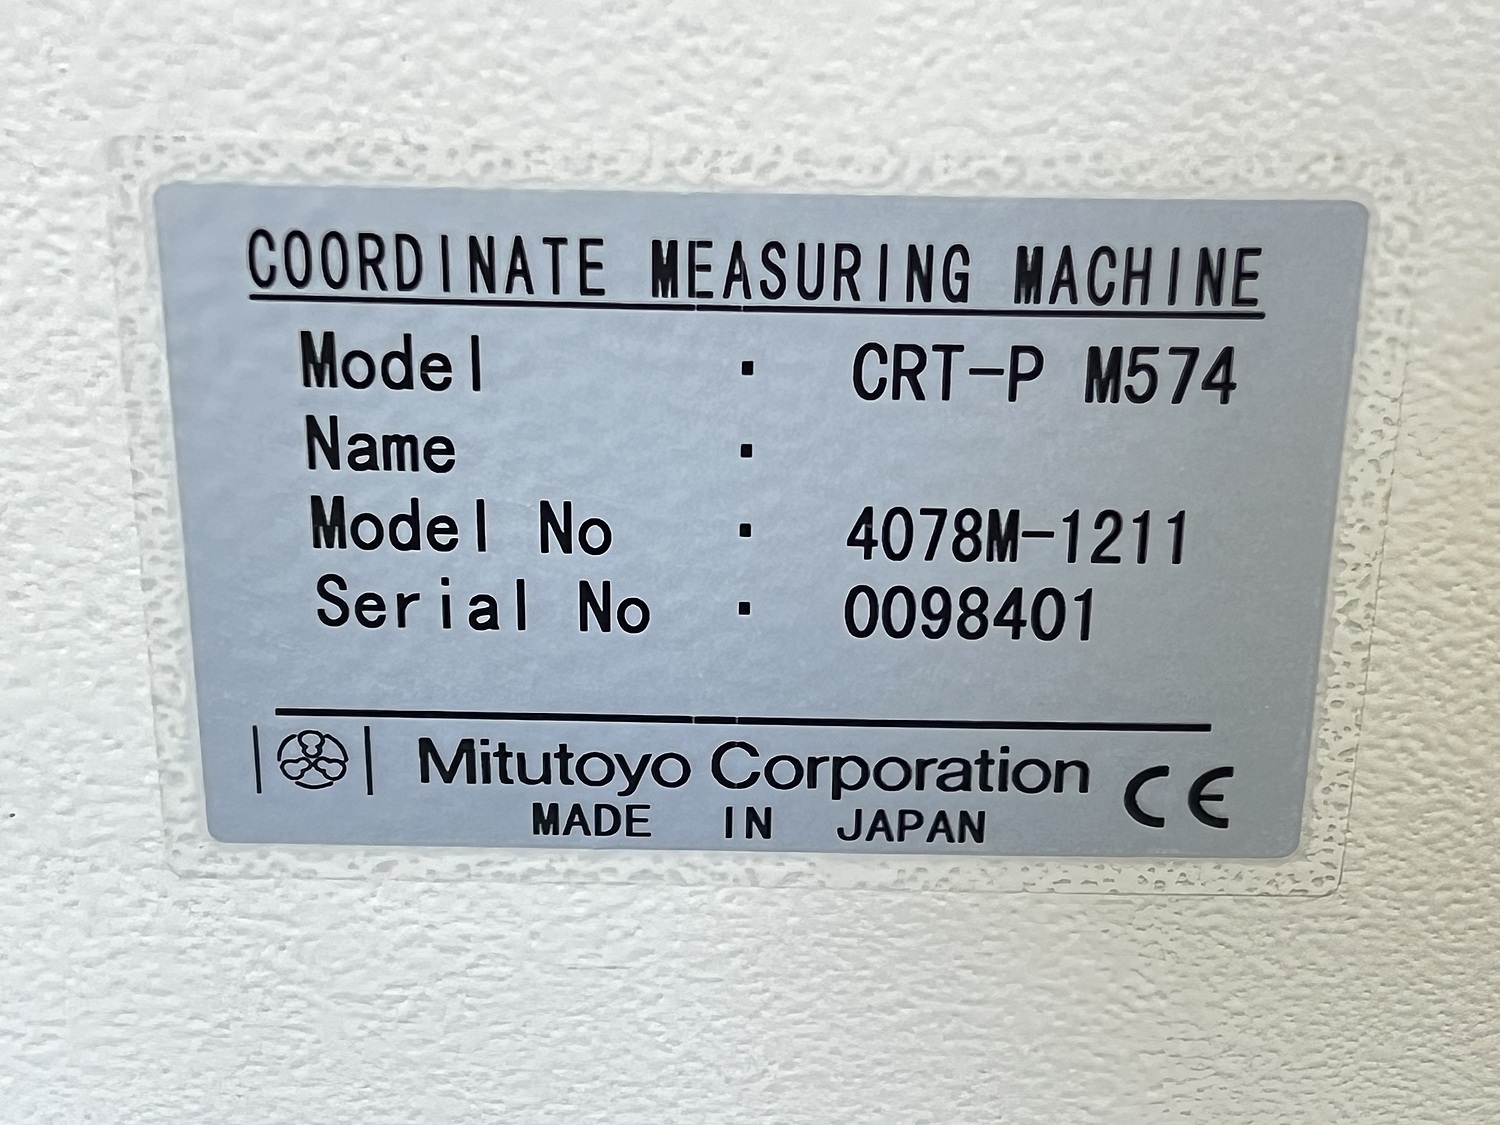 COORDINATE MEASURING MACHINE
Model : CRT-P M574
Name :
Model No : 4078M-1211
Serial No : 0098401
Mitutoyo Corporation CE
MADE IN JAPAN